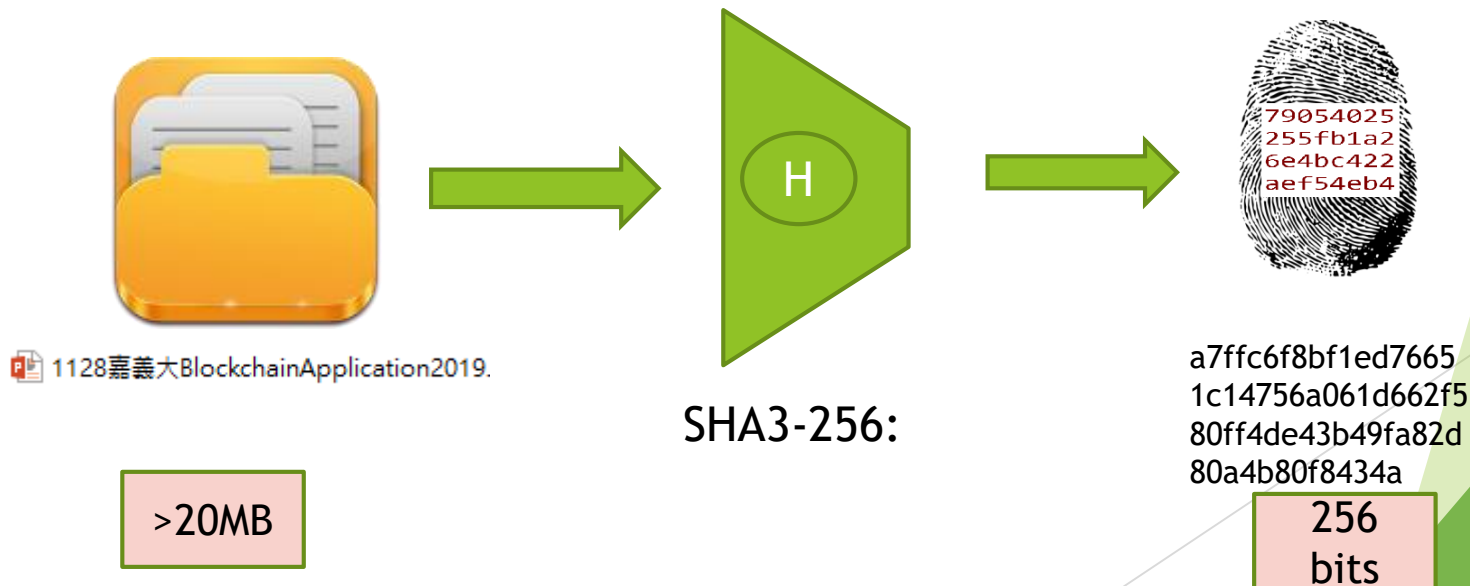 1128嘉義大BlockchainApplication2019.
>20MB
H
SHA3-256:
79054025
255fb1a2
6e4bc422
aef54eb4
a7ffc6f8bf1ed7665
1c14756a061d662f5
80ff4de43b49fa82d
80a4b80f8434a
256
bits